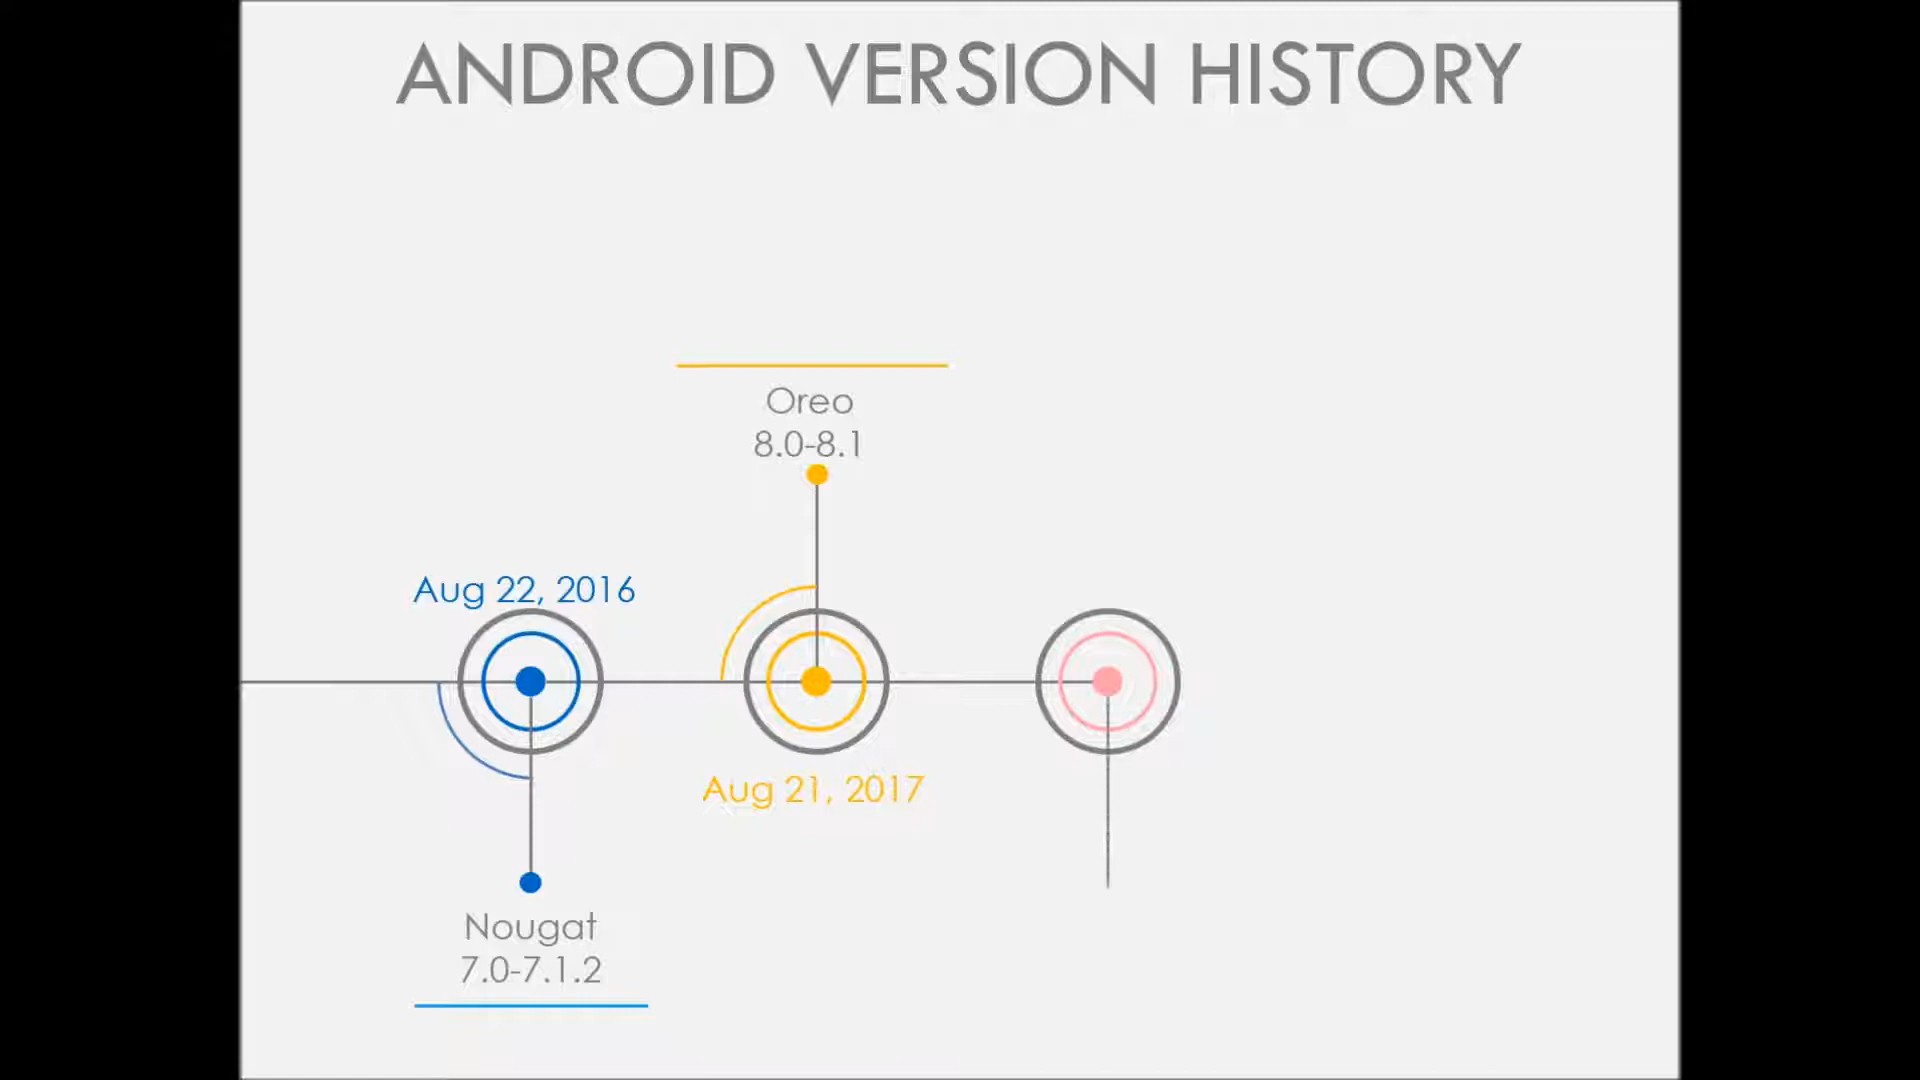 ANDROID VERSION HISTORY
Oreo
8.0-8.1
Aug 22, 2016
Aug 21, 2017
Nougat
7.0-7.1.2